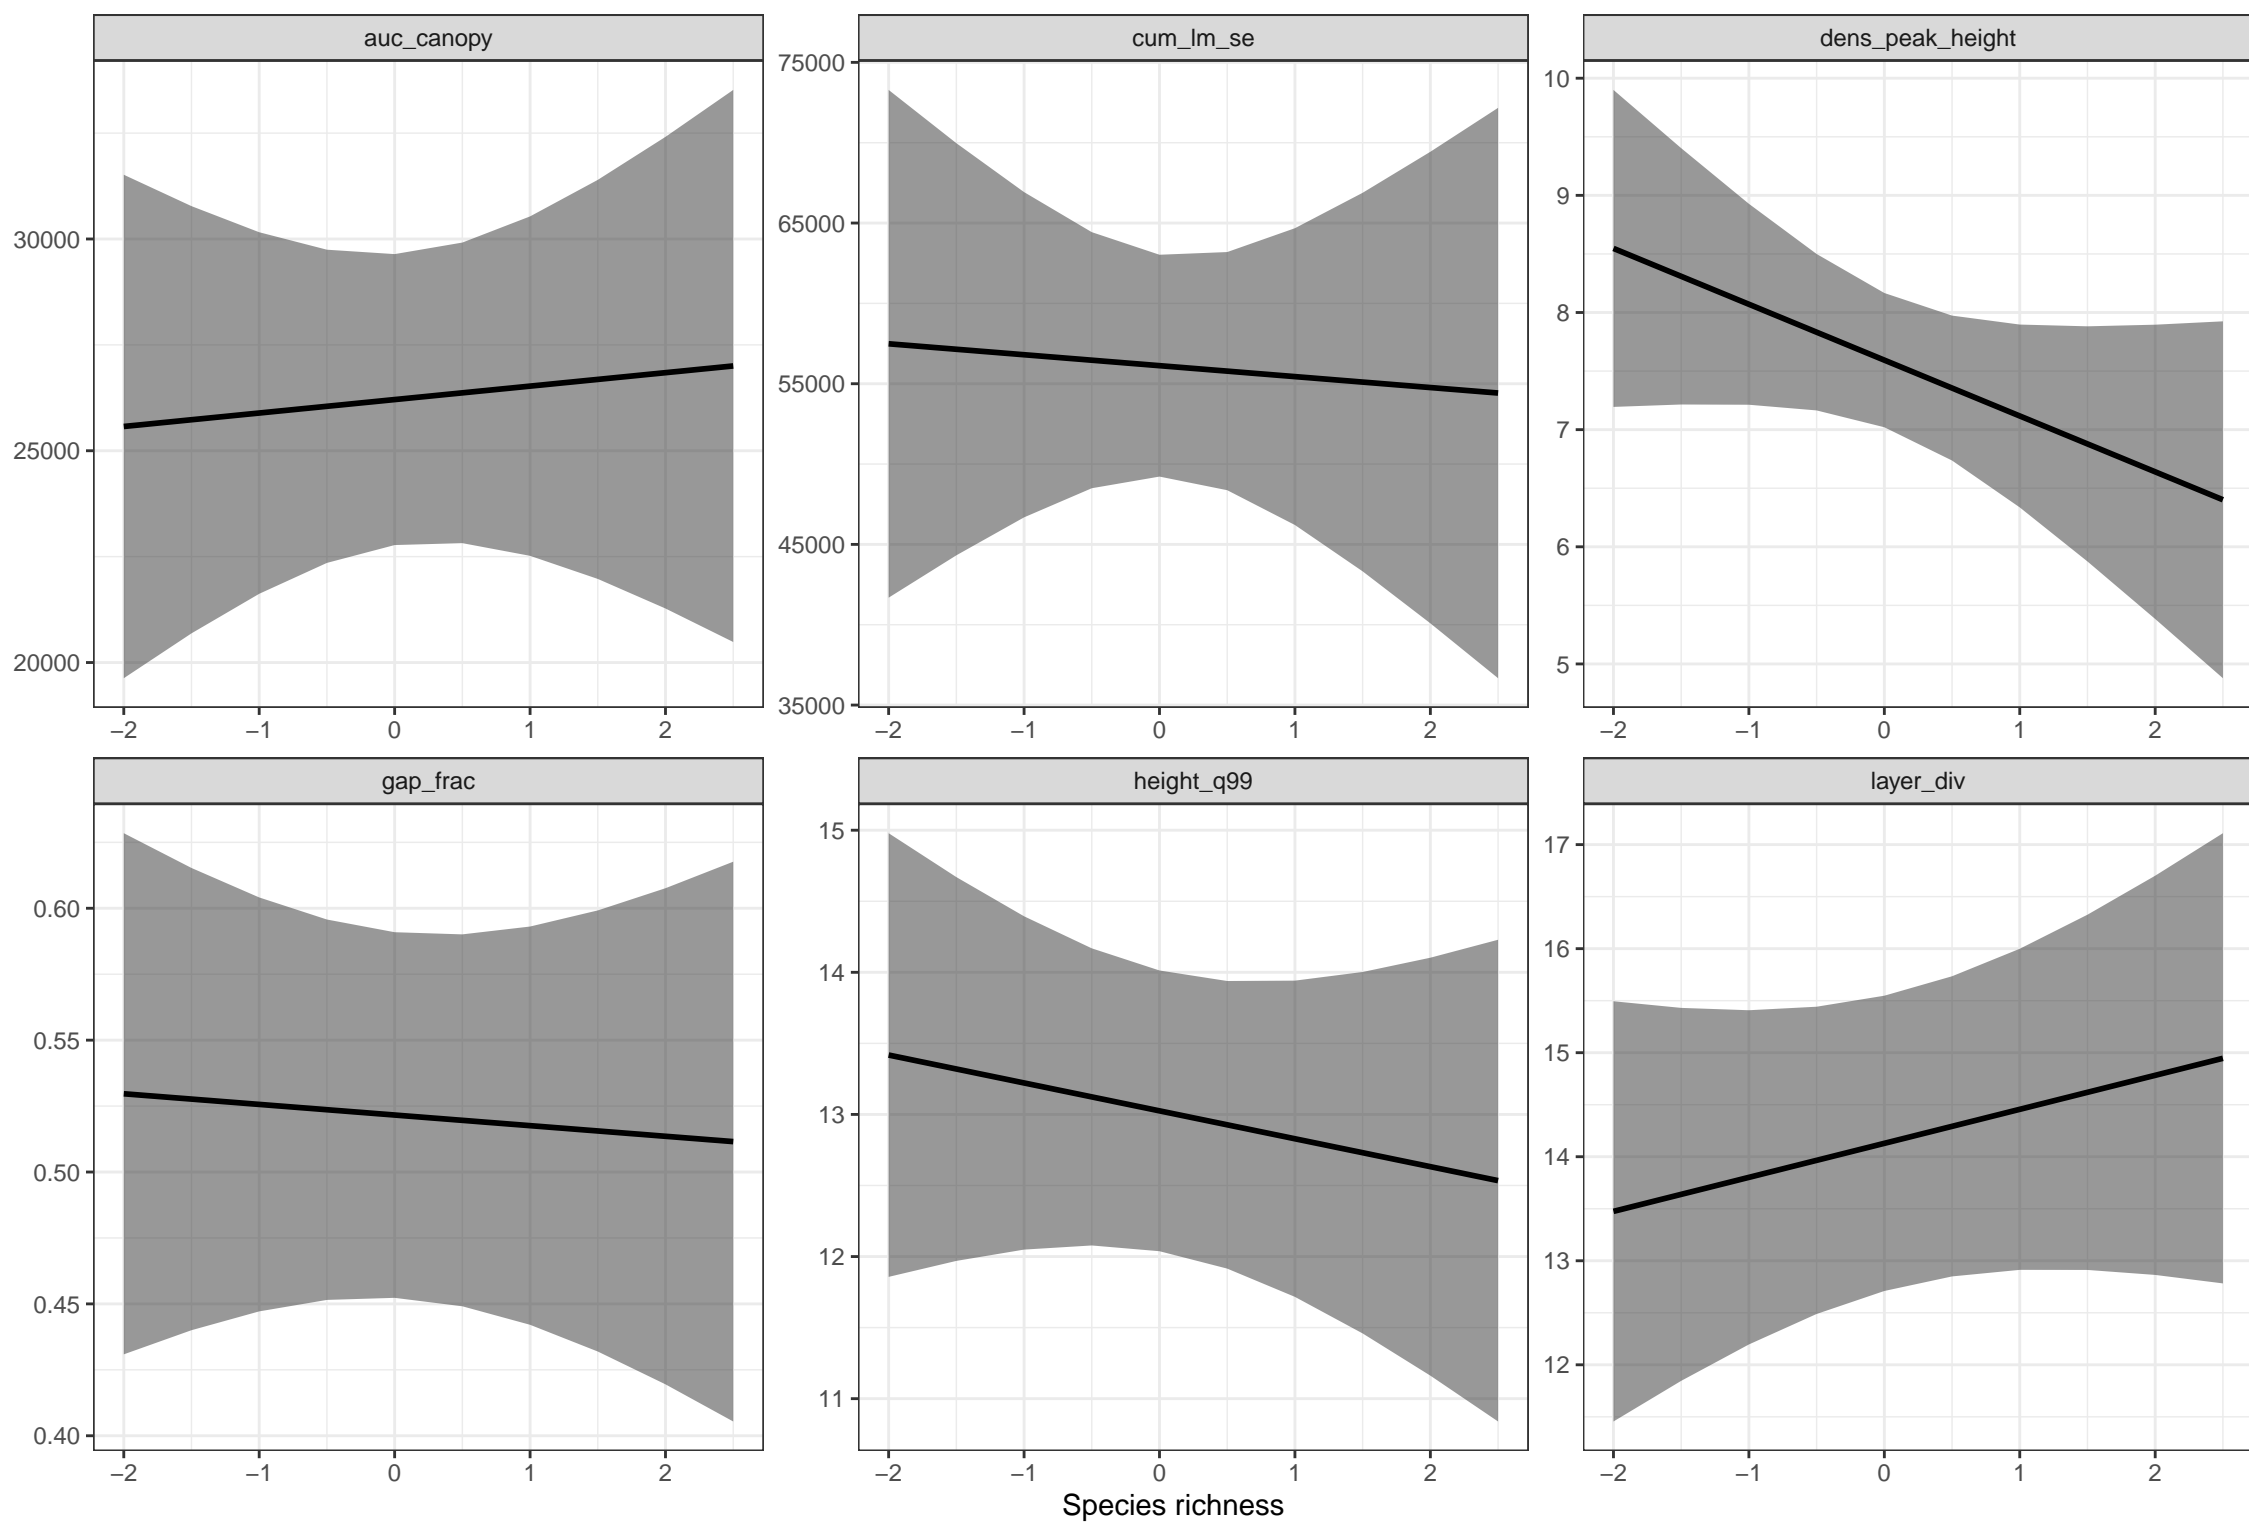 auc_canopy
cum_lm_se
dens_peak_height
30000
25000
20000
75000
65000
55000
45000
35000
10
9
8
7
6
5
−2 −1 0 1 2
−2 −1 0 1 2
−2 −1 0 1 2
gap_frac
height_q99
layer_div
0.60
0.55
0.50
0.45
0.40
15
14
13
12
11
17
16
15
14
13
12
−2 −1 0 1 2
−2 −1 0 1 2
−2 −1 0 1 2
Species richness